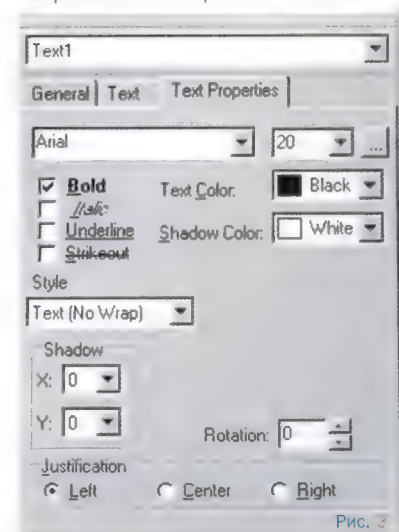 Text1
General Text Text Properties
Arial 20 ...
Bold Text Color: Black
Italic
Underline Shadow Color: White
Strikeout
Style
Text (No Wrap)
Shadow
X: 0
Y: 0 Rotation: 0
Justification
Left Center Right
Рис.